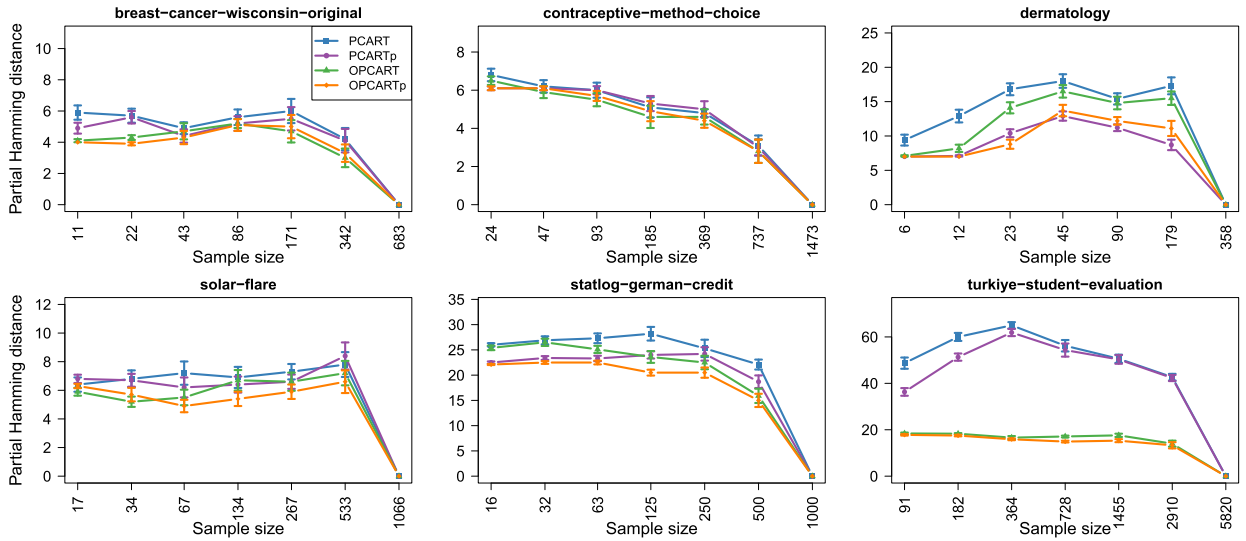 breast−cancer−wisconsin−original
Partial Hamming distance
10
8
6
4
2
0
PCART
PCARTp
OPCART
OPCARTp
11 22 43 86 171 342 683
Sample size
contraceptive−method−choice
8
6
4
2
0
24 47 93 185 369 737 1473
Sample size
dermatology
25
20
15
10
5
0
6 12 23 45 90 179 358
Sample size
solar−flare
Partial Hamming distance
12
10
8
6
4
2
0
17 34 67 134 267 533 1066
Sample size
statlog−german−credit
35
30
25
20
15
10
5
0
16 32 63 125 250 500 1000
Sample size
turkiye−student−evaluation
60
40
20
0
91 182 364 728 1455 2910 5820
Sample size